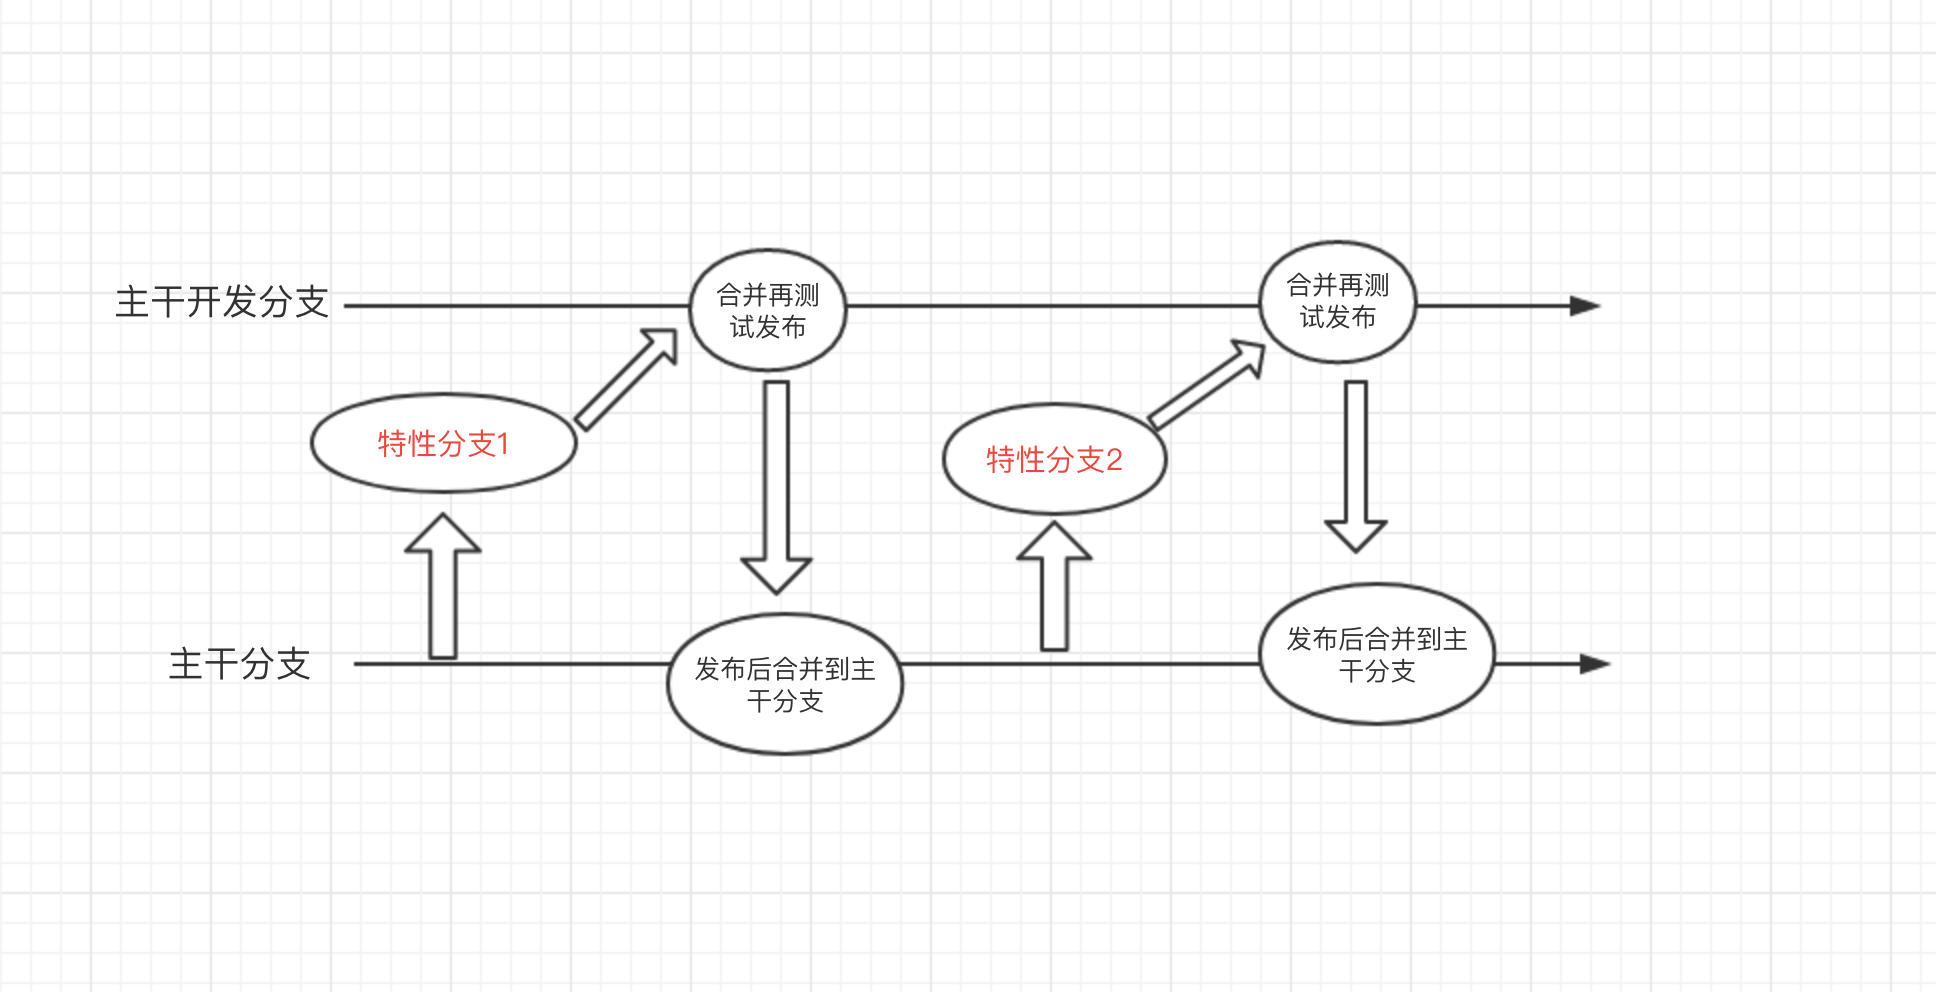 主干开发分支
合并再测
试发布
合并再测
试发布
特性分支1
特性分支2
主干分支
发布后合并到主
干分支
发布后合并到主
干分支